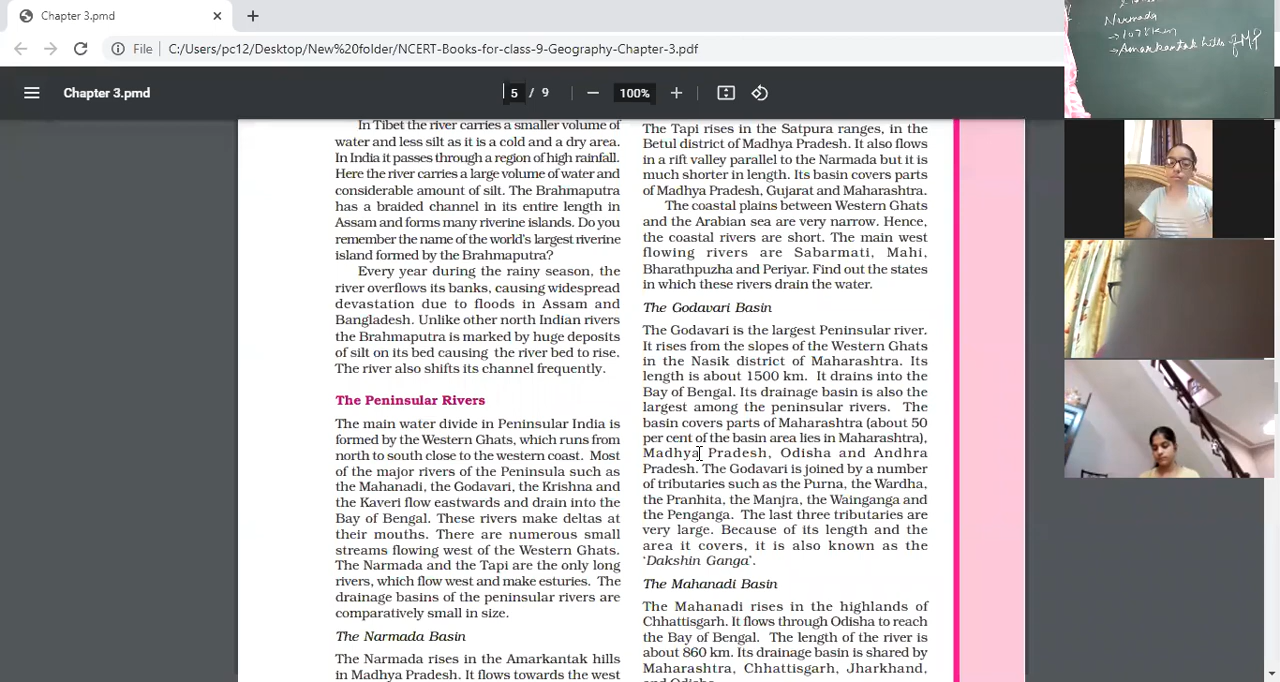 Chapter 3.pmd
File
C:/Users/pc12/Desktop/New%20folder/NCERT-Books-for-class-9-Geography-Chapter-3.pdf
Chapter 3.pmd
5 / 9
100%
In Tibet the river carries a smaller volume of
water and less silt as it is a cold and a dry area.
In India it passes through a region of high rainfall.
Here the river carries a large volume of water and
considerable amount of silt. The Brahmaputra
has a braided channel in its entire length in
Assam and forms many riverine islands. Do you
remember the name of the world's largest riverine
island formed by the Brahmaputra?
Every year during the rainy season, the
river overflows its banks, causing widespread
devastation due to floods in Assam and
Bangladesh. Unlike other north Indian rivers
the Brahmaputra is marked by huge deposits
of silt on its bed causing the river bed to rise.
The river also shifts its channel frequently.
The Peninsular Rivers
The main water divide in Peninsular India is
formed by the Western Ghats, which runs from
north to south close to the western coast. Most
of the major rivers of the Peninsula such as
the Mahanadi, the Godavari, the Krishna and
the Kaveri flow eastwards and drain into the
Bay of Bengal. These rivers make deltas at
their mouths. There are numerous small
streams flowing west of the Western Ghats.
The Narmada and the Tapi are the only long
rivers, which flow west and make esturies. The
drainage basins of the peninsular rivers are
comparatively small in size.
The Narmada Basin
The Narmada rises in the Amarkantak hills
in Madhya Pradesh. It flows towards the west
The Tapi rises in the Satpura ranges, in the
Betul district of Madhya Pradesh. It also flows
in a rift valley parallel to the Narmada but it is
much shorter in length. Its basin covers parts
of Madhya Pradesh, Gujarat and Maharashtra.
The coastal plains between Western Ghats
and the Arabian sea are very narrow. Hence,
the coastal rivers are short. The main west
flowing rivers are Sabarmati, Mahi,
Bharathpuzha and Periyar. Find out the states
in which these rivers drain the water.
The Godavari Basin
The Godavari is the largest Peninsular river.
It rises from the slopes of the Western Ghats
in the Nasik district of Maharashtra. Its
length is about 1500 km. It drains into the
Bay of Bengal. Its drainage basin is also the
largest among the peninsular rivers. The
basin covers parts of Maharashtra (about 50
per cent of the basin area lies in Maharashtra),
Madhya Pradesh, Odisha and Andhra
Pradesh. The Godavari is joined by a number
of tributaries such as the Purna, the Wardha,
the Pranhita, the Manjra, the Wainganga and
the Penganga. The last three tributaries are
very large. Because of its length and the
area it covers, it is also known as the
‘Dakshin Ganga’.
The Mahanadi Basin
The Mahanadi rises in the highlands of
Chhattisgarh. It flows through Odisha to reach
the Bay of Bengal. The length of the river is
about 860 km. Its drainage basin is shared by
Maharashtra, Chhattisgarh, Jharkhand,
and Odisha.
Narmada
Amarkantak hills MP